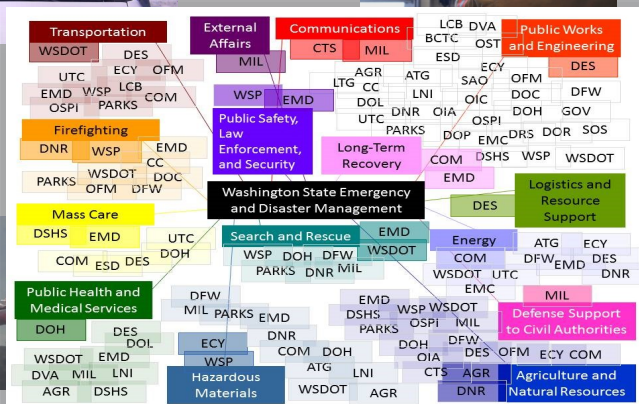 Transportation
WSDOT
DES
UTC ECY OFM
EMD WSP LCB COM
OSPI PARKS
External
Affairs
MIL
Communications
CTS MIL
WSP EMD
Public Safety,
Law
Enforcement,
and Security
LCB DVA
BCTC OST
ESD
Public Works
and Engineering
DES
ECY
AGR ATG SAO OFM
LTG CC
DOL LNI OIC DOC DFW
DNR OIA DOH GOV
UTC OSPI
PARKS DOP EMC DRS DOR SOS
DSHS WSP WSDOT
Long-Term
Recovery
COM
EMD
Firefighting
DNR WSP
EMD
CC
WSDOT DOC
PARKS OFM DFW
Washington State Emergency
and Disaster Management
Logistics and
Resource
Support
DES
Mass Care
DSHS EMD
UTC
DOH
COM ESD DES
Search and Rescue
EMD
WSDOT
WSP DOH DFW
PARKS DNR MIL
Energy
COM
ATG ECY
DFW EMD DES
WSDOT UTC DNR
EMC
Public Health and
Medical Services
DOH
DES
DOL
WSDOT EMD
DVA MIL LNI
AGR DSHS
DFW
MIL PARKS EMD
ECY
WSP
Hazardous
Materials
DNR
COM DOH
ATG
LNI
WSDOT AGR
MIL
Defense Support
to Civil Authorities
EMD
DSHS WSP WSDOT
PARKS OSPI MIL
DOH DFW
OIA DES OFM ECY COM
CTS AGR
DNR
Agriculture and
Natural Resources